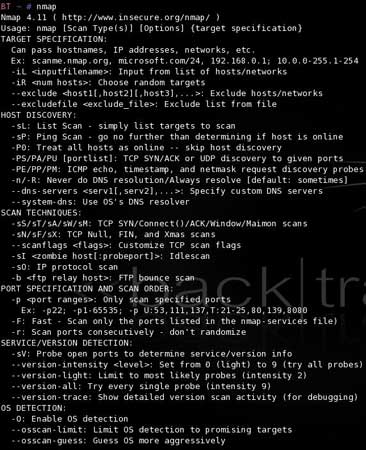 BT ~ # nmap
Nmap 4.11 ( http://www.insecure.org/nmap/ )
Usage: nmap [Scan Type(s)] [Options] {target specification}
TARGET SPECIFICATION:
Can pass hostnames, IP addresses, networks, etc.
Ex: scanme.nmap.org, microsoft.com/24, 192.168.0.1; 10.0.0-255.1-254
-iL <inputfilename>: Input from list of hosts/networks
-iR <num hosts>: Choose random targets
--exclude <host1[,host2][,host3],...>: Exclude hosts/networks
--excludefile <exclude_file>: Exclude list from file
HOST DISCOVERY:
-sL: List Scan - simply list targets to scan
-sP: Ping Scan - go no further than determining if host is online
-P0: Treat all hosts as online -- skip host discovery
-PS/PA/PU [portlist]: TCP SYN/ACK or UDP discovery to given ports
-PE/PP/PM: ICMP echo, timestamp, and netmask request discovery probes
-n/-R: Never do DNS resolution/Always resolve [default: sometimes]
--dns-servers <serv1[,serv2],...>: Specify custom DNS servers
--system-dns: Use OS's DNS resolver
SCAN TECHNIQUES:
-sS/sT/sA/sW/sM: TCP SYN/Connect()/ACK/Window/Maimon scans
-sN/sF/sX: TCP Null, FIN, and Xmas scans
--scanflags <flags>: Customize TCP scan flags
-sI <zombie host[:probeport]>: Idlescan
-sO: IP protocol scan
-b <ftp relay host>: FTP bounce scan
PORT SPECIFICATION AND SCAN ORDER:
-p <port ranges>: Only scan specified ports
Ex: -p22; -p1-65535; -p U:53,111,137,T:21-25,80,139,8080
-F: Fast - Scan only the ports listed in the nmap-services file)
-r: Scan ports consecutively - don't randomize
SERVICE/VERSION DETECTION:
-sV: Probe open ports to determine service/version info
--version-intensity <level>: Set from 0 (light) to 9 (try all probes)
--version-light: Limit to most likely probes (intensity 2)
--version-all: Try every single probe (intensity 9)
--version-trace: Show detailed version scan activity (for debugging)
OS DETECTION:
-O: Enable OS detection
--osscan-limit: Limit OS detection to promising targets
--osscan-guess: Guess OS more aggressively
back|tra